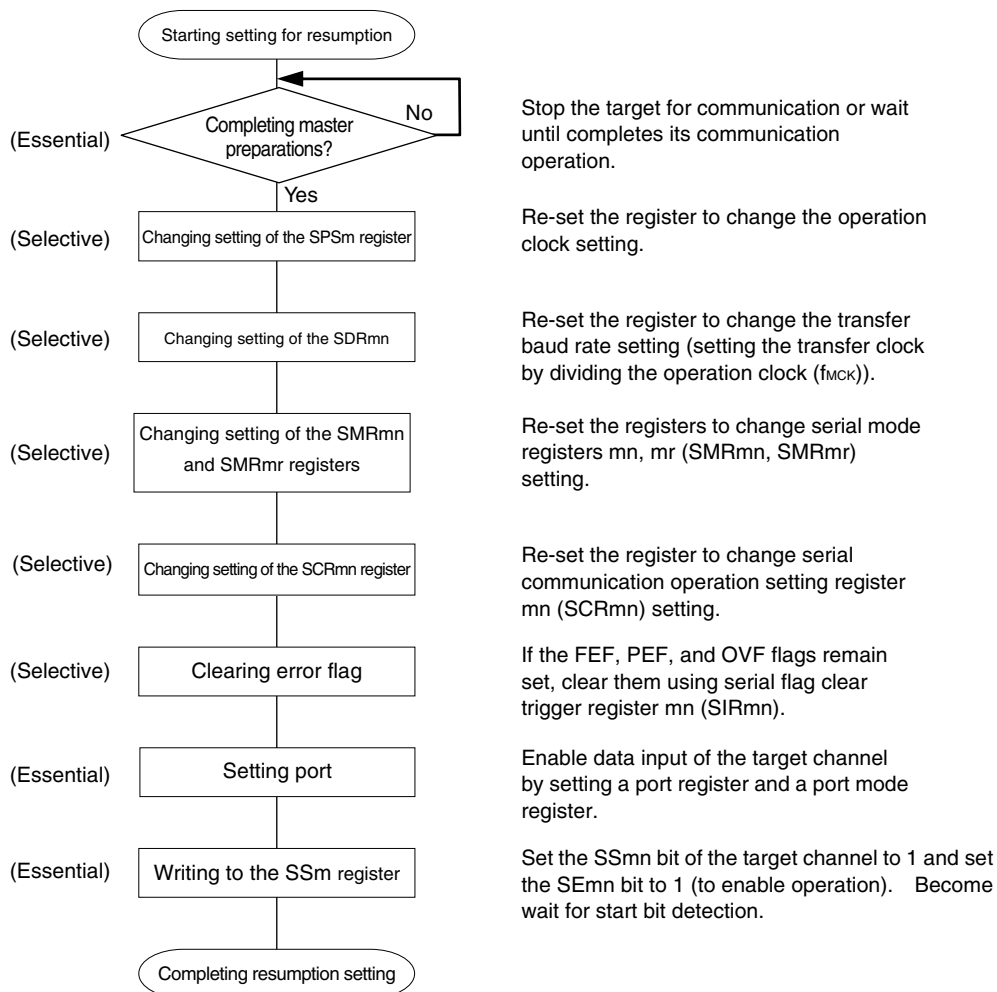 Starting setting for resumption
No
(Essential)
Completing master
preparations?
Stop the target for communication or wait
until completes its communication
operation.
Yes
(Selective)
Changing setting of the SPSm register
Re-set the register to change the operation
clock setting.
(Selective)
Changing setting of the SDRmn
Re-set the register to change the transfer
baud rate setting (setting the transfer clock
by dividing the operation clock (fMCK)).
(Selective)
Changing setting of the SMRmn
and SMRmr registers
Re-set the registers to change serial mode
registers mn, mr (SMRmn, SMRmr)
setting.
(Selective)
Changing setting of the SCRmn register
Re-set the register to change serial
communication operation setting register
mn (SCRmn) setting.
(Selective)
Clearing error flag
If the FEF, PEF, and OVF flags remain
set, clear them using serial flag clear
trigger register mn (SIRmn).
(Essential)
Setting port
Enable data input of the target channel
by setting a port register and a port mode
register.
(Essential)
Writing to the SSm register
Set the SSmn bit of the target channel to 1 and set
the SEmn bit to 1 (to enable operation). Become
wait for start bit detection.
Completing resumption setting